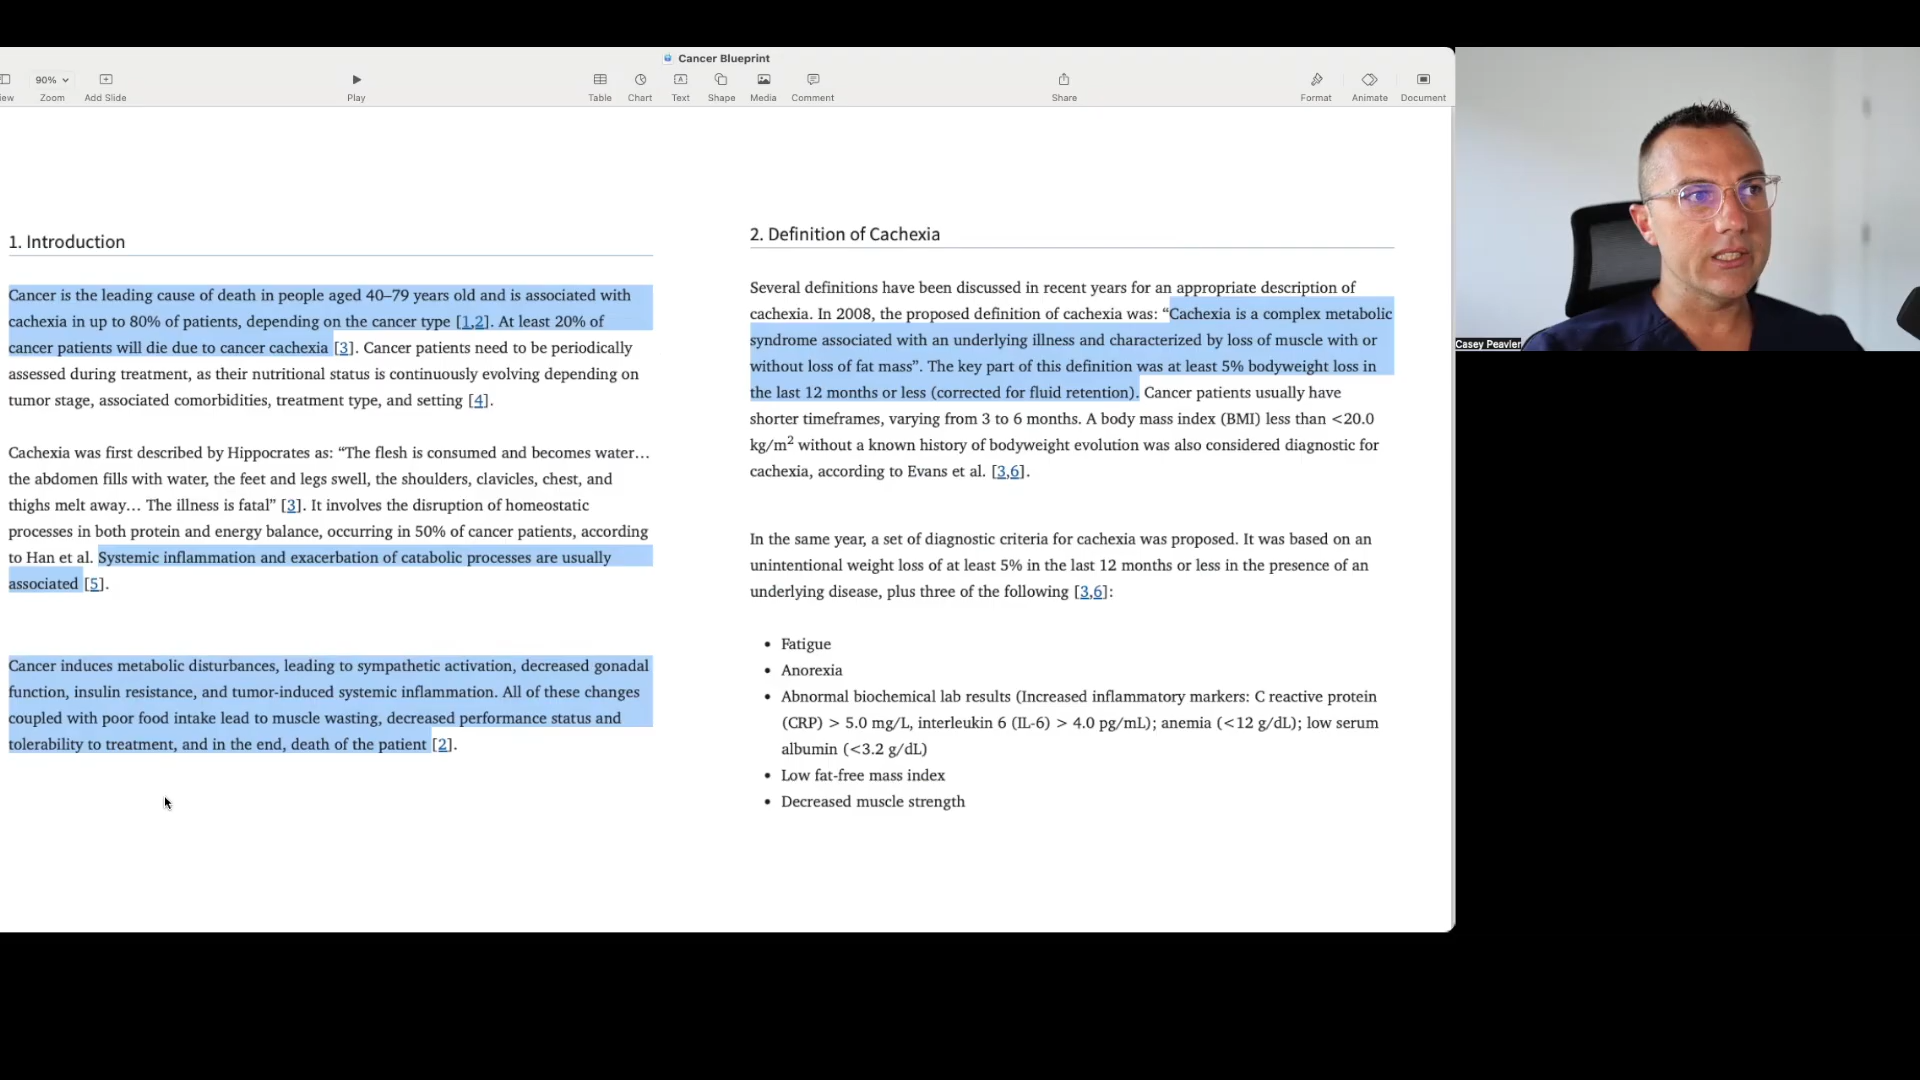 Cancer Blueprint
iew
90%
Zoom
Add Slide
Play
Table
Chart
Text
Shape
Media
Comment
Share
Format
Animate
Document
1. Introduction
Cancer is the leading cause of death in people aged 40–79 years old and is associated with
cachexia in up to 80% of patients, depending on the cancer type [1,2]. At least 20% of
cancer patients will die due to cancer cachexia [3]. Cancer patients need to be periodically
assessed during treatment, as their nutritional status is continuously evolving depending on
tumor stage, associated comorbidities, treatment type, and setting [4].
Cachexia was first described by Hippocrates as: “The flesh is consumed and becomes water…
the abdomen fills with water, the feet and legs swell, the shoulders, clavicles, chest, and
thighs melt away… The illness is fatal” [3]. It involves the disruption of homeostatic
processes in both protein and energy balance, occurring in 50% of cancer patients, according
to Han et al. Systemic inflammation and exacerbation of catabolic processes are usually
associated [5].
Cancer induces metabolic disturbances, leading to sympathetic activation, decreased gonadal
function, insulin resistance, and tumor-induced systemic inflammation. All of these changes
coupled with poor food intake lead to muscle wasting, decreased performance status and
tolerability to treatment, and in the end, death of the patient [2].
2. Definition of Cachexia
Several definitions have been discussed in recent years for an appropriate description of
cachexia. In 2008, the proposed definition of cachexia was: “Cachexia is a complex metabolic
syndrome associated with an underlying illness and characterized by loss of muscle with or
without loss of fat mass”. The key part of this definition was at least 5% bodyweight loss in
the last 12 months or less (corrected for fluid retention). Cancer patients usually have
shorter timeframes, varying from 3 to 6 months. A body mass index (BMI) less than <20.0
kg/m² without a known history of bodyweight evolution was also considered diagnostic for
cachexia, according to Evans et al. [3,6].
In the same year, a set of diagnostic criteria for cachexia was proposed. It was based on an
unintentional weight loss of at least 5% in the last 12 months or less in the presence of an
underlying disease, plus three of the following [3,6]:
• Fatigue
• Anorexia
• Abnormal biochemical lab results (Increased inflammatory markers: C reactive protein
(CRP) > 5.0 mg/L, interleukin 6 (IL-6) > 4.0 pg/mL); anemia (<12 g/dL); low serum
albumin (<3.2 g/dL)
• Low fat-free mass index
• Decreased muscle strength
Casey Peavler